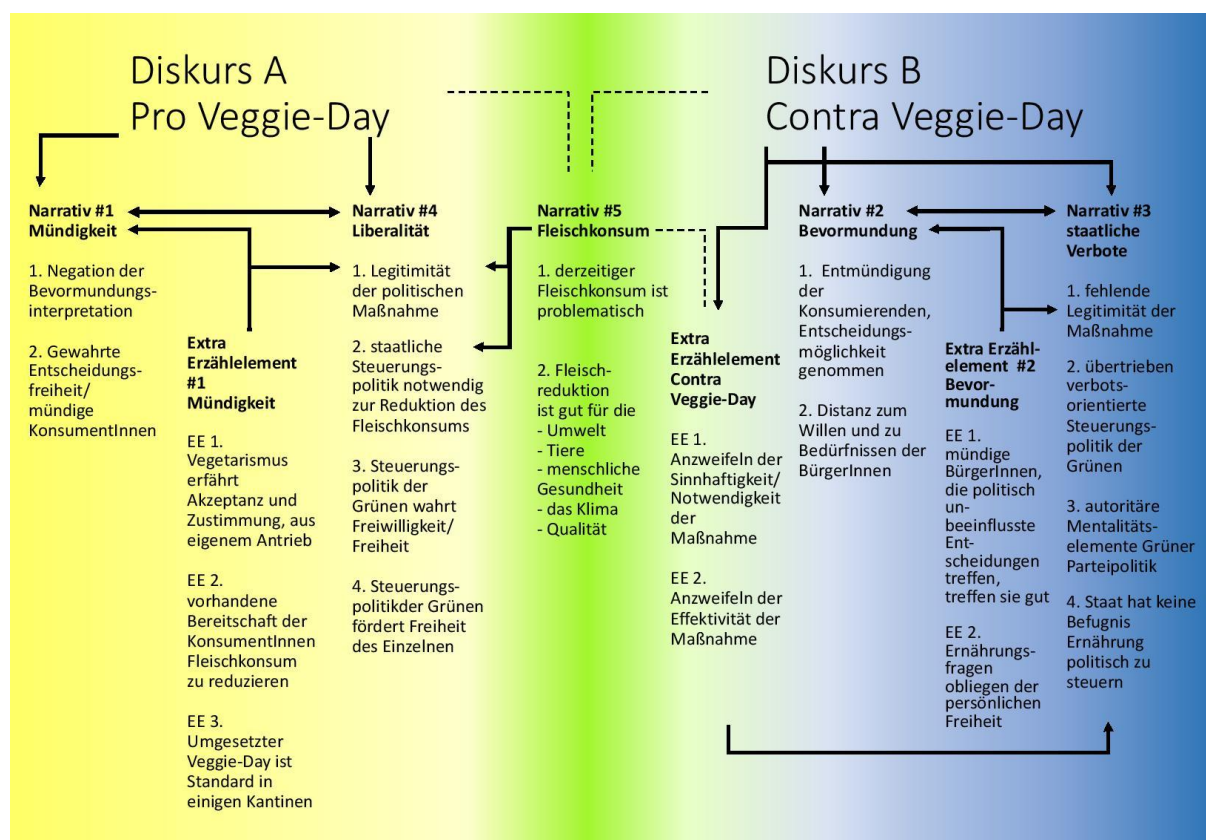 Diskurs A
Pro Veggie-Day
Diskurs B
Contra Veggie-Day
Narrativ #1
Mündigkeit
1. Negation der
Bevormundungs-
interpretation
2. Gewahrte
Entscheidungs-
freiheit/
mündige
KonsumentInnen
Extra
Erzählelement
#1
Mündigkeit
EE 1.
Vegetarismus
erfährt
Akzeptanz und
Zustimmung, aus
eigenem Antrieb
EE 2.
vorhandene
Bereitschaft der
KonsumentInnen
Fleischkonsum
zu reduzieren
EE 3.
Umgesetzter
Veggie-Day ist
Standard in
einigen Kantinen
Narrativ #4
Liberalität
1. Legitimität
der politischen
Maßnahme
2. staatliche
Steuerungs-
politik notwendig
zur Reduktion des
Fleischkonsums
3. Steuerungs-
politik der
Grünen wahrt
Freiwilligkeit/
Freiheit
4. Steuerungs-
politikder Grünen
fördert Freiheit
des Einzelnen
Narrativ #5
Fleischkonsum
1. derzeitiger
Fleischkonsum ist
problematisch
2. Fleisch-
reduktion
ist gut für die
- Umwelt
- Tiere
- menschliche
Gesundheit
- das Klima
- Qualität
Extra
Erzählelement
Contra
Veggie-Day
EE 1.
Anzweifeln der
Sinnhaftigkeit/
Notwendigkeit
der
Maßnahme
EE 2.
Anzweifeln der
Effektivität der
Maßnahme
Narrativ #2
Bevormundung
1. Entmündigung
der
Konsumierenden,
Entscheidungs-
möglichkeit
genommen
2. Distanz zum
Willen und zu
Bedürfnissen der
BürgerInnen
Extra Erzähl-
element #2
Bevor-
mundung
EE 1.
mündige
BürgerInnen,
die politisch
un-
beeinflusste
Ent-
scheidungen
treffen,
treffen sie gut
EE 2.
Ernährungs-
fragen
obliegen der
persönlichen
Freiheit
Narrativ #3
staatliche
Verbote
1. fehlende
Legitimität der
Maßnahme
2. übertrieben
verbots-
orientierte
Steuerungs-
politik der
Grünen
3. autoritäre
Mentalitäts-
elemente Grüner
Parteipolitik
4. Staat hat keine
Befugnis
Ernährung
politisch zu
steuern